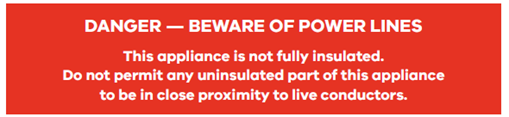 DANGER — BEWARE OF POWER LINES
This appliance is not fully insulated.
Do not permit any uninsulated part of this appliance
to be in close proximity to live conductors.